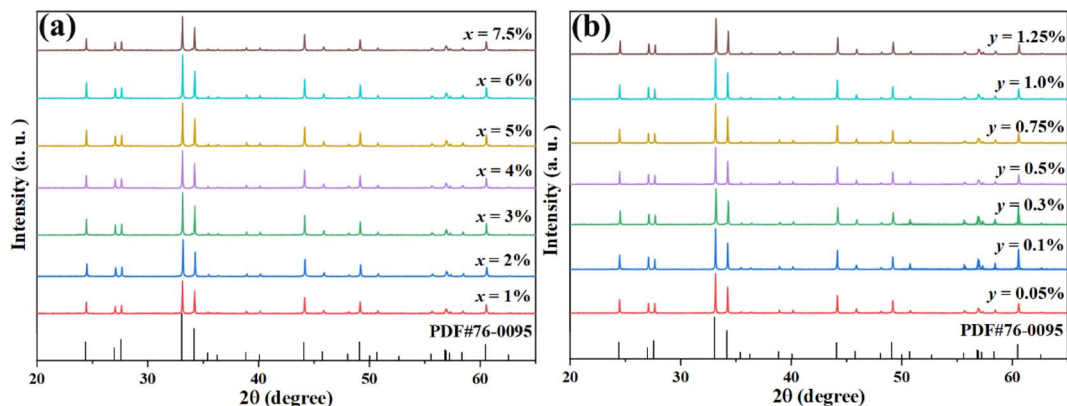 (a)
Intensity (a. u.)
x = 7.5%
x = 6%
x = 5%
x = 4%
x = 3%
x = 2%
x = 1%
PDF#76-0095
20 30 40 50 60
2θ (degree)
(b)
Intensity (a. u. )
y = 1.25%
y = 1.0%
y = 0.75%
y = 0.5%
y = 0.3%
y = 0.1%
y = 0.05%
PDF#76-0095
20 30 40 50 60
2θ (degree)